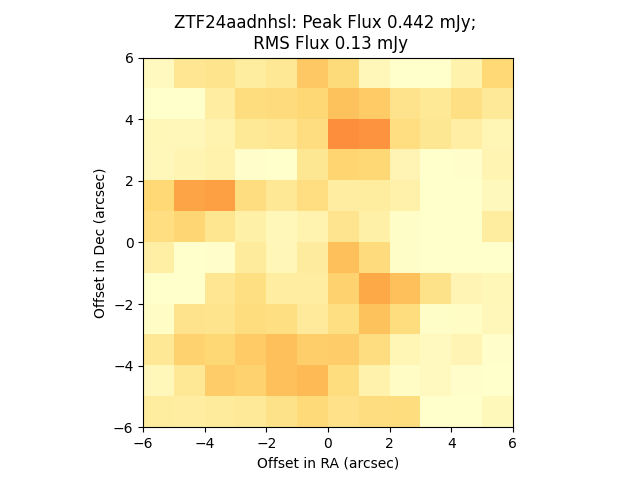 ZTF24aadnhsl: Peak Flux 0.442 mJy;
RMS Flux 0.13 mJy
6
4
2
0
−2
−4
−6
Offset in Dec (arcsec)
−6 −4 −2 0 2 4 6
Offset in RA (arcsec)